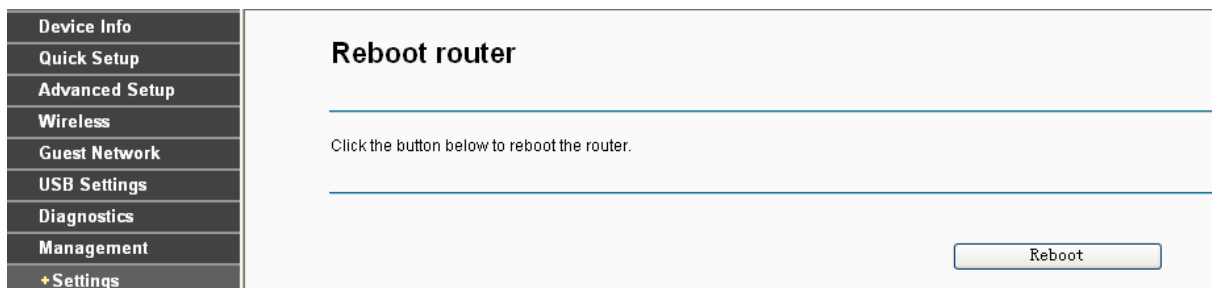 Device Info
Quick Setup
Advanced Setup
Wireless
Guest Network
USB Settings
Diagnostics
Management
+Settings
Reboot router
Click the button below to reboot the router.
Reboot